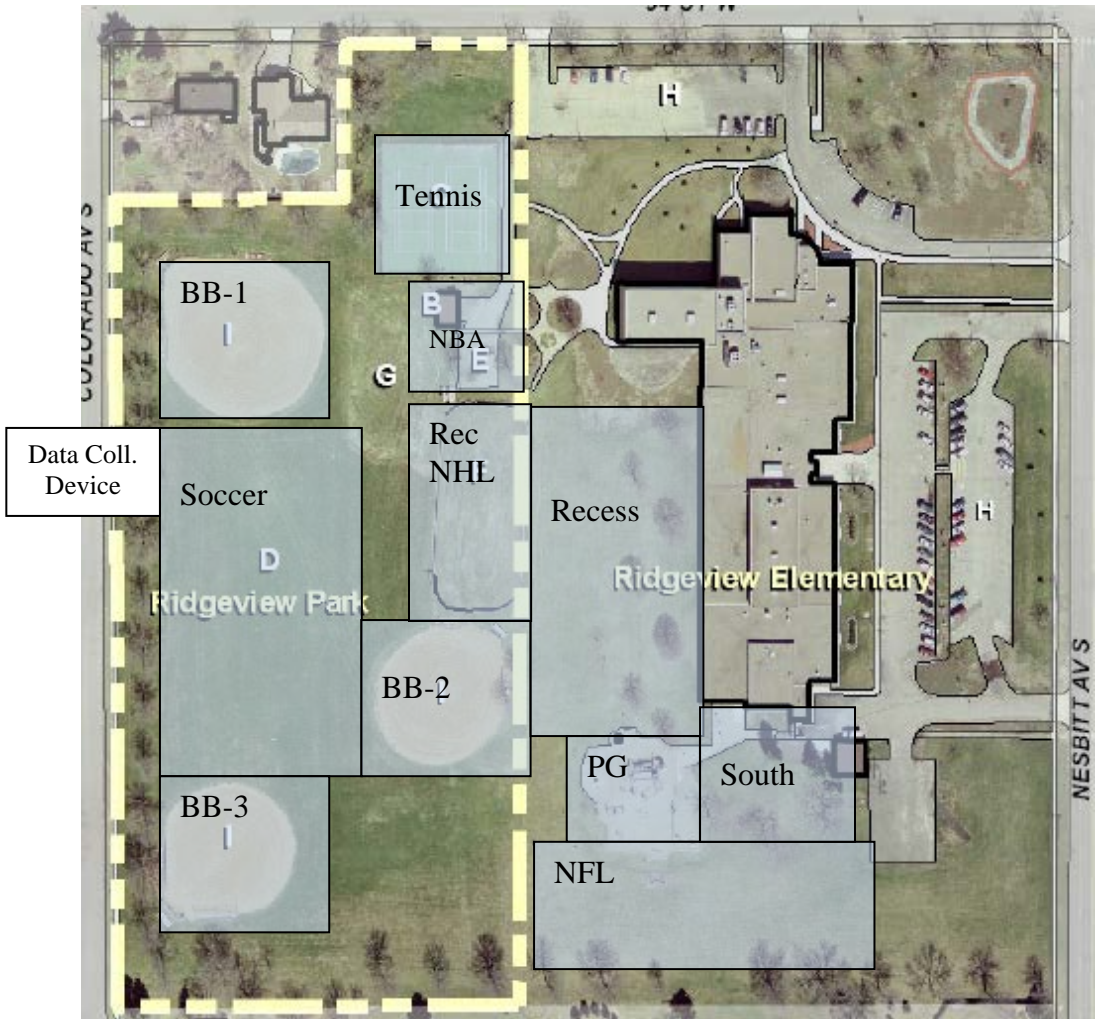 H
COLORADO AV S
Tennis
BB-1
B
NBA
E
G
Data Coll.
Device
Soccer
Rec
NHL
Recess
D
H
Ridgeview Park
Ridgeview Elementary
BB-2
PG
South
NESBITT AV S
BB-3
NFL